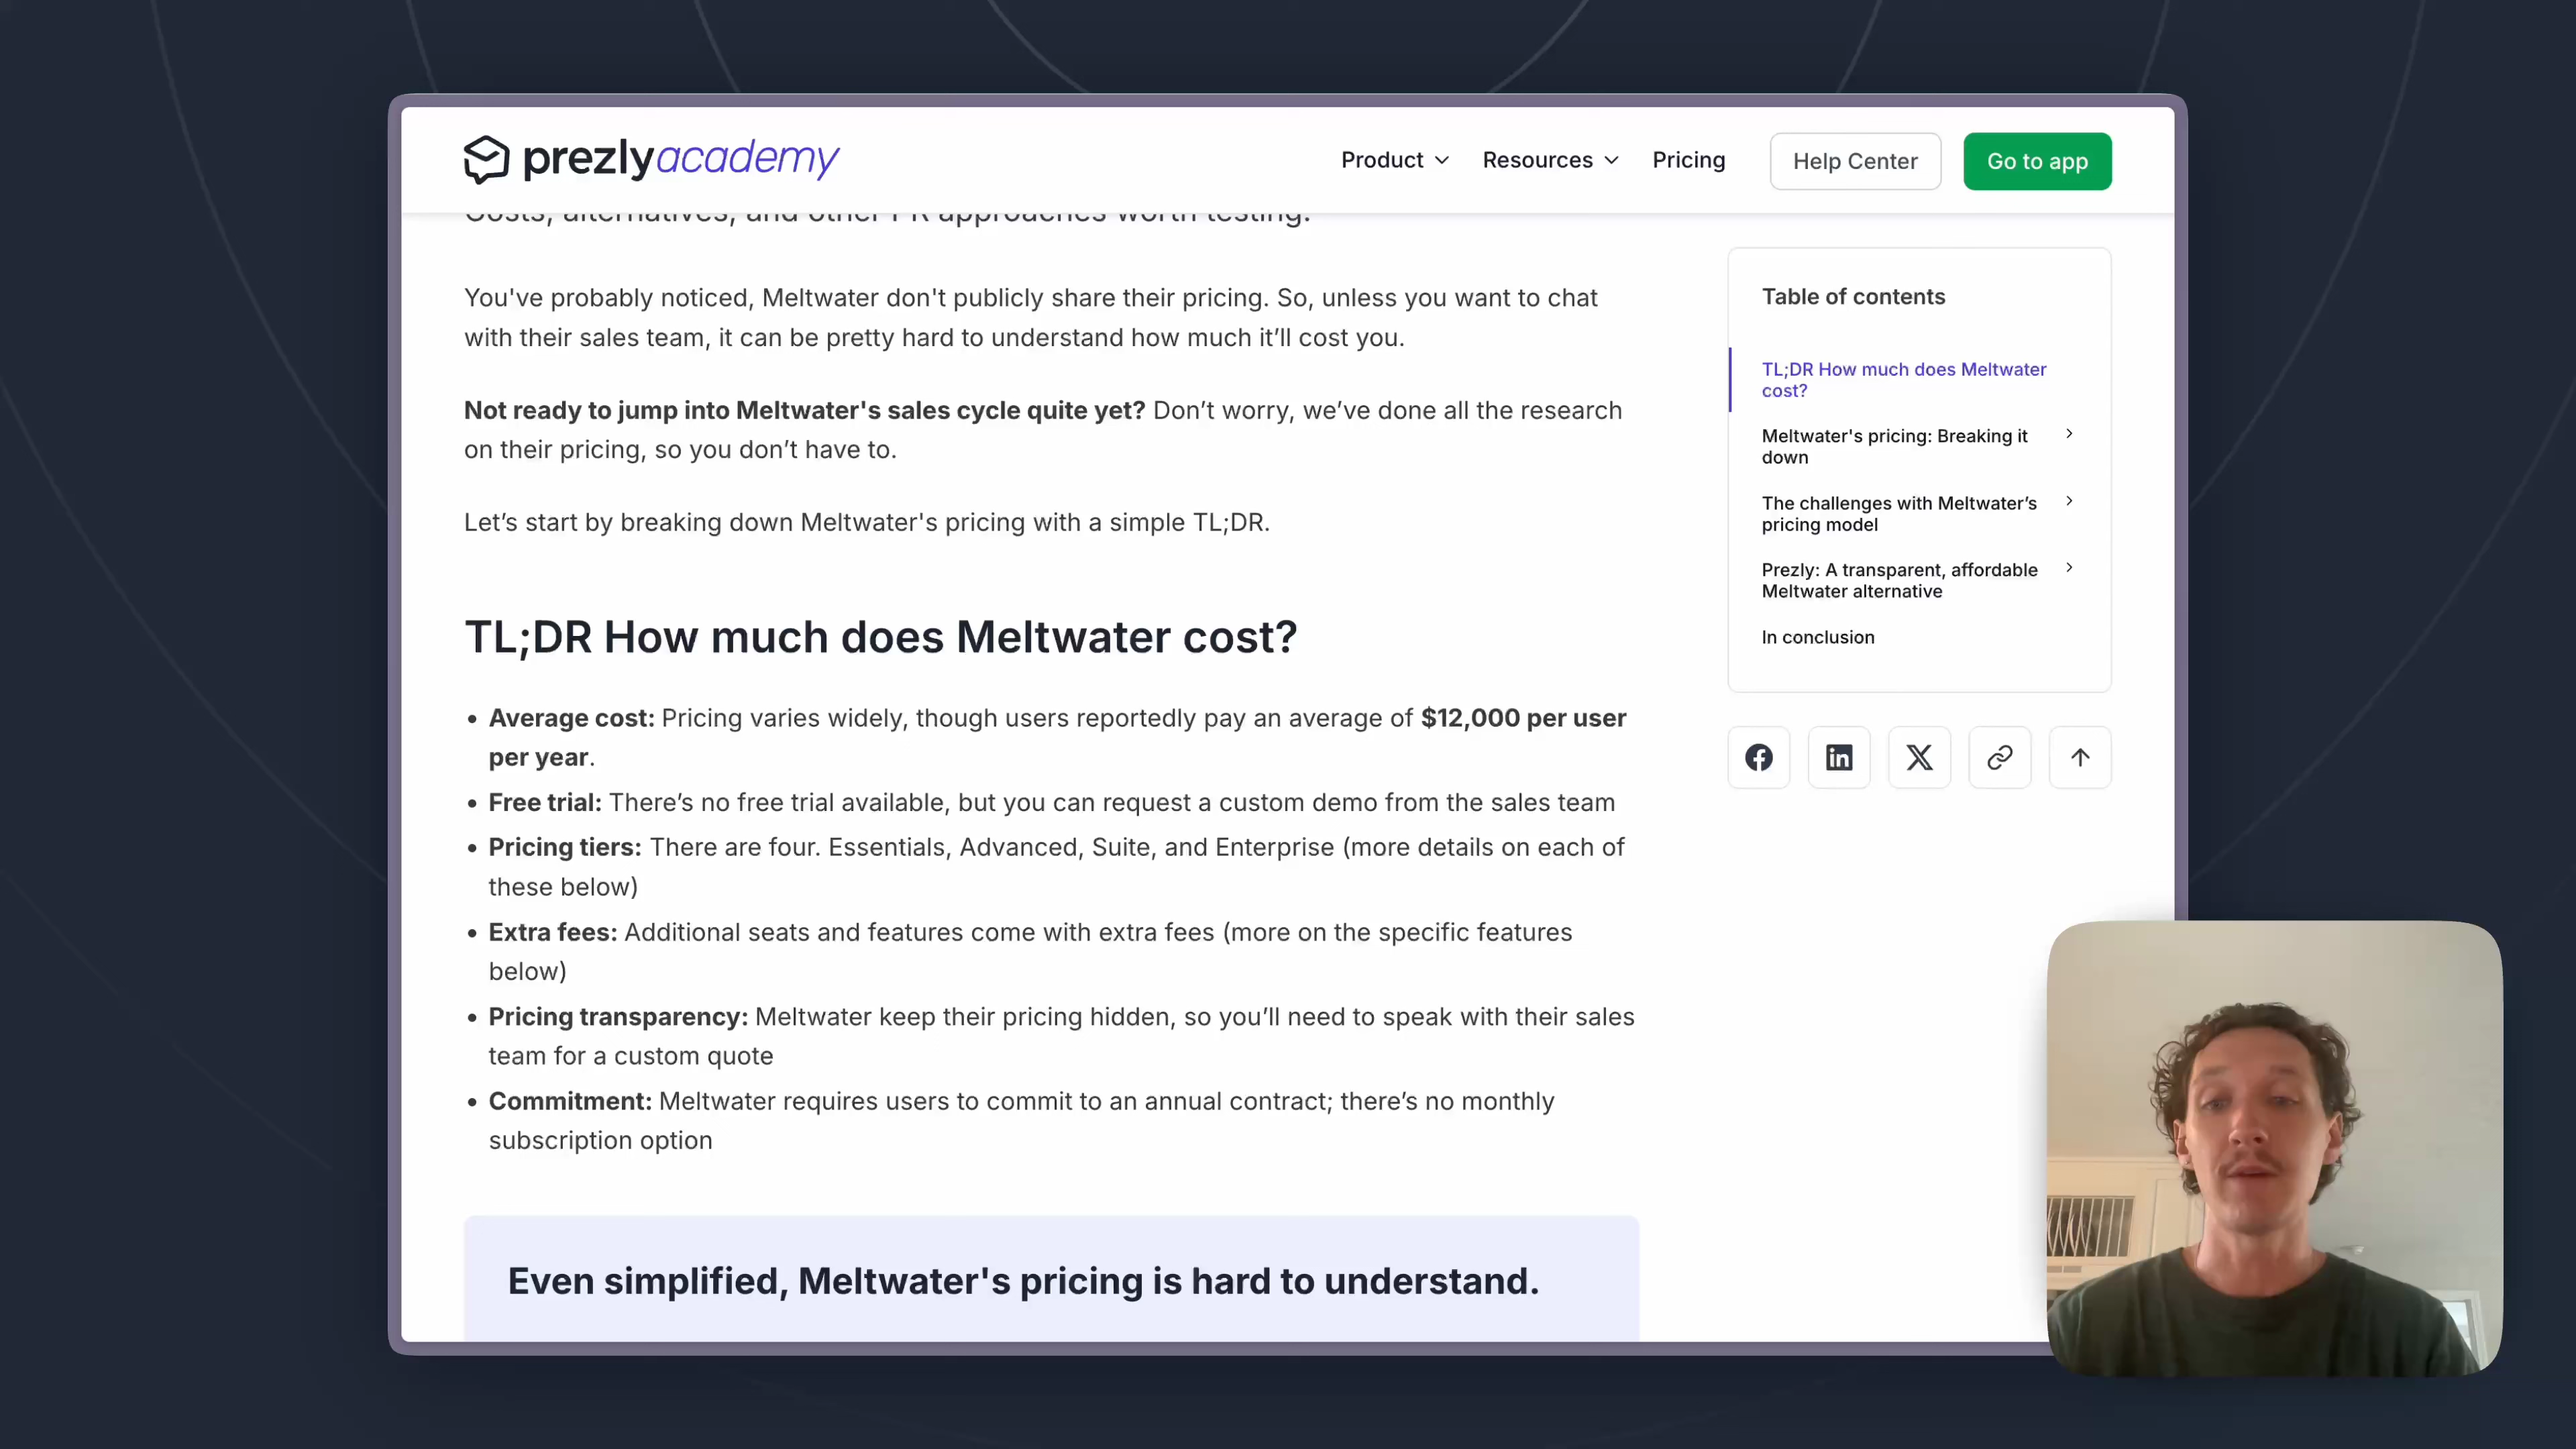 prezlyacademy
Product
Resources
Pricing
Help Center
Go to app
Costs, alternatives, and other PR approaches worth testing.
You've probably noticed, Meltwater don't publicly share their pricing. So, unless you want to chat
with their sales team, it can be pretty hard to understand how much it’ll cost you.
Not ready to jump into Meltwater's sales cycle quite yet? Don’t worry, we’ve done all the research
on their pricing, so you don’t have to.
Let’s start by breaking down Meltwater's pricing with a simple TL;DR.
TL;DR How much does Meltwater cost?
• Average cost: Pricing varies widely, though users reportedly pay an average of $12,000 per user
per year.
• Free trial: There’s no free trial available, but you can request a custom demo from the sales team
• Pricing tiers: There are four. Essentials, Advanced, Suite, and Enterprise (more details on each of
these below)
• Extra fees: Additional seats and features come with extra fees (more on the specific features
below)
• Pricing transparency: Meltwater keep their pricing hidden, so you’ll need to speak with their sales
team for a custom quote
• Commitment: Meltwater requires users to commit to an annual contract; there’s no monthly
subscription option
Even simplified, Meltwater's pricing is hard to understand.
Table of contents
TL;DR How much does Meltwater
cost?
Meltwater's pricing: Breaking it
down
The challenges with Meltwater’s
pricing model
Prezly: A transparent, affordable
Meltwater alternative
In conclusion